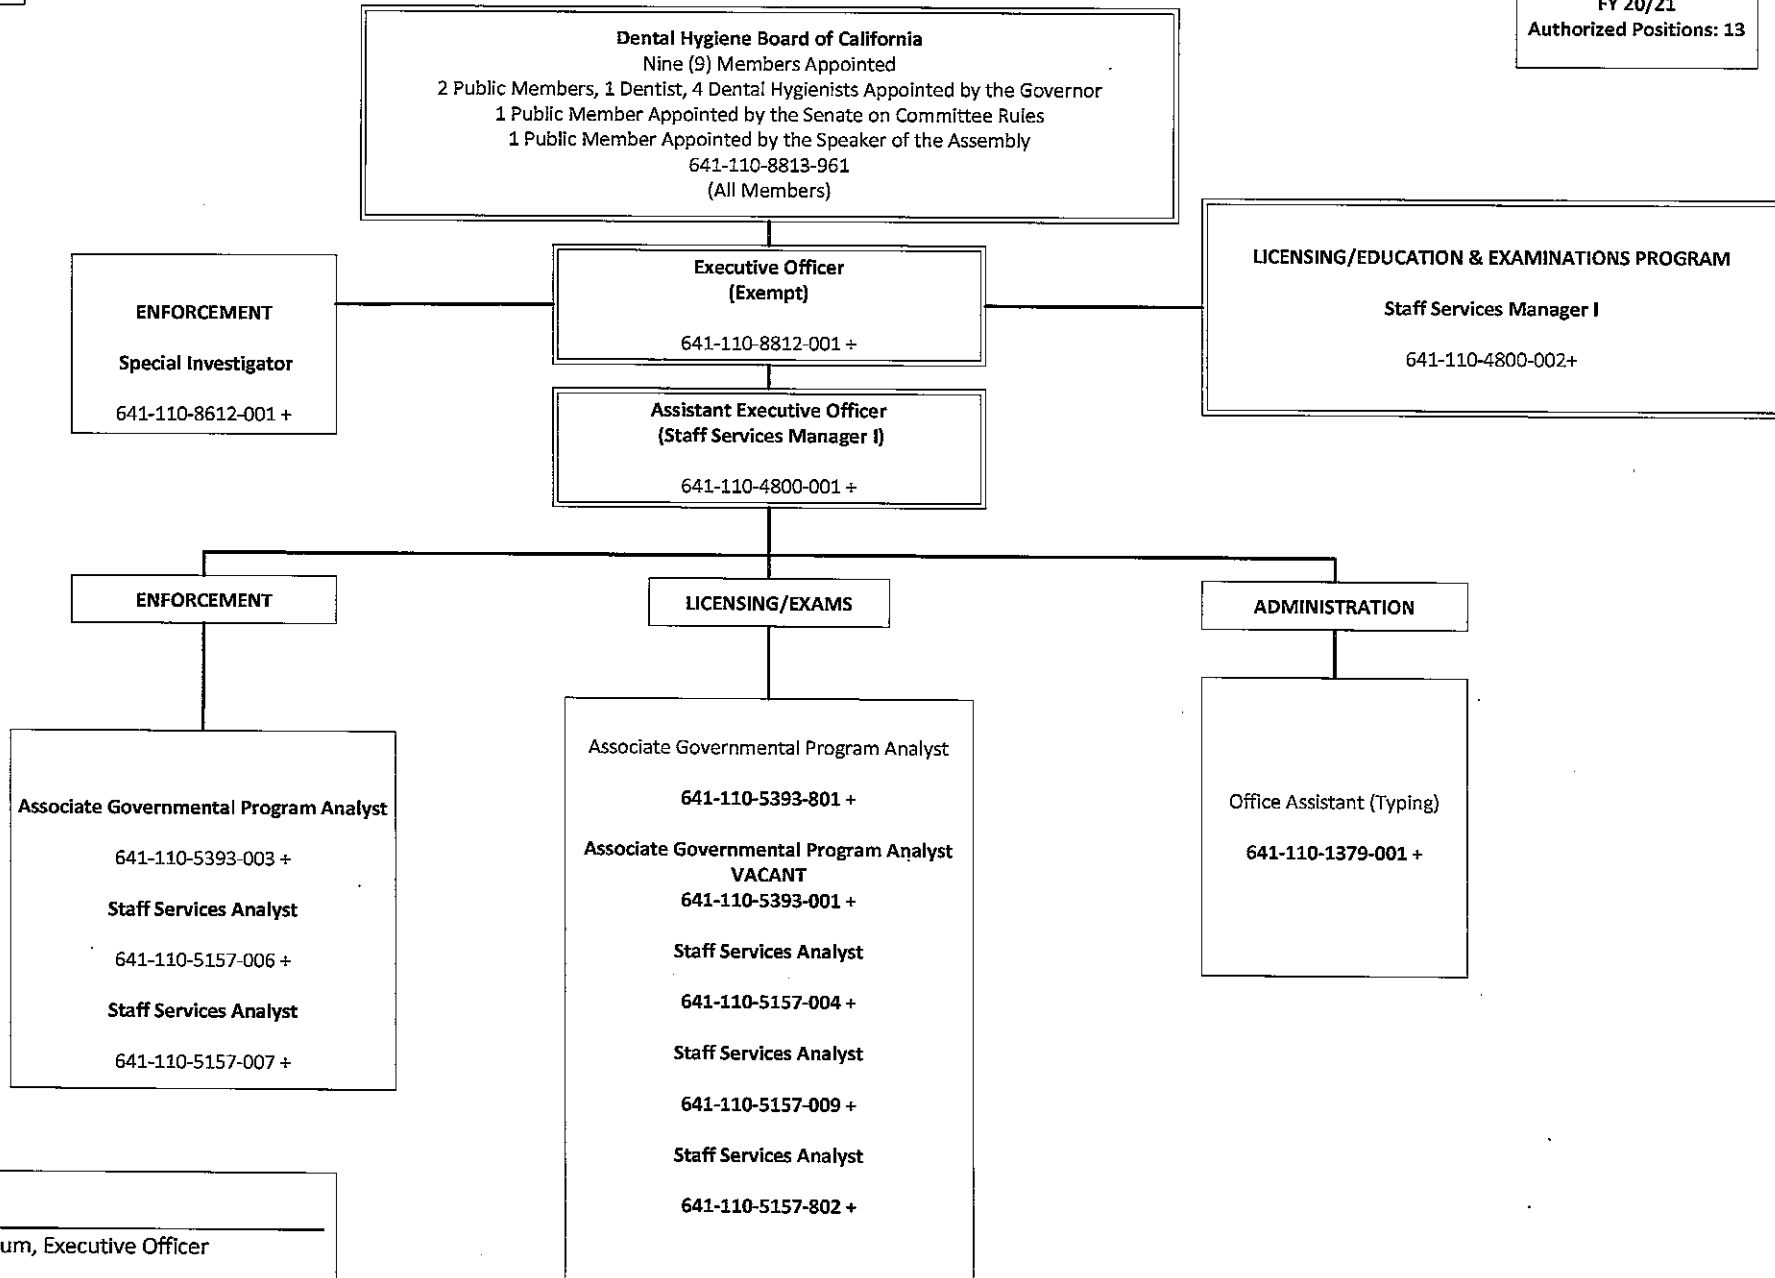 FY 20/21
Authorized Positions: 13
Dental Hygiene Board of California
Nine (9) Members Appointed
2 Public Members, 1 Dentist, 4 Dental Hygienists Appointed by the Governor
1 Public Member Appointed by the Senate on Committee Rules
1 Public Member Appointed by the Speaker of the Assembly
641-110-8813-961
(All Members)
ENFORCEMENT
Special Investigator
641-110-8612-001 +
Executive Officer
(Exempt)
641-110-8812-001 +
LICENSING/EDUCATION & EXAMINATIONS PROGRAM
Staff Services Manager I
641-110-4800-002+
Assistant Executive Officer
(Staff Services Manager I)
641-110-4800-001 +
ENFORCEMENT
LICENSING/EXAMS
ADMINISTRATION
Associate Governmental Program Analyst
641-110-5393-003 +
Staff Services Analyst
641-110-5157-006 +
Staff Services Analyst
641-110-5157-007 +
Associate Governmental Program Analyst
641-110-5393-801 +
Associate Governmental Program Analyst
VACANT
641-110-5393-001 +
Staff Services Analyst
641-110-5157-004 +
Staff Services Analyst
641-110-5157-009 +
Staff Services Analyst
641-110-5157-802 +
Office Assistant (Typing)
641-110-1379-001 +
um, Executive Officer